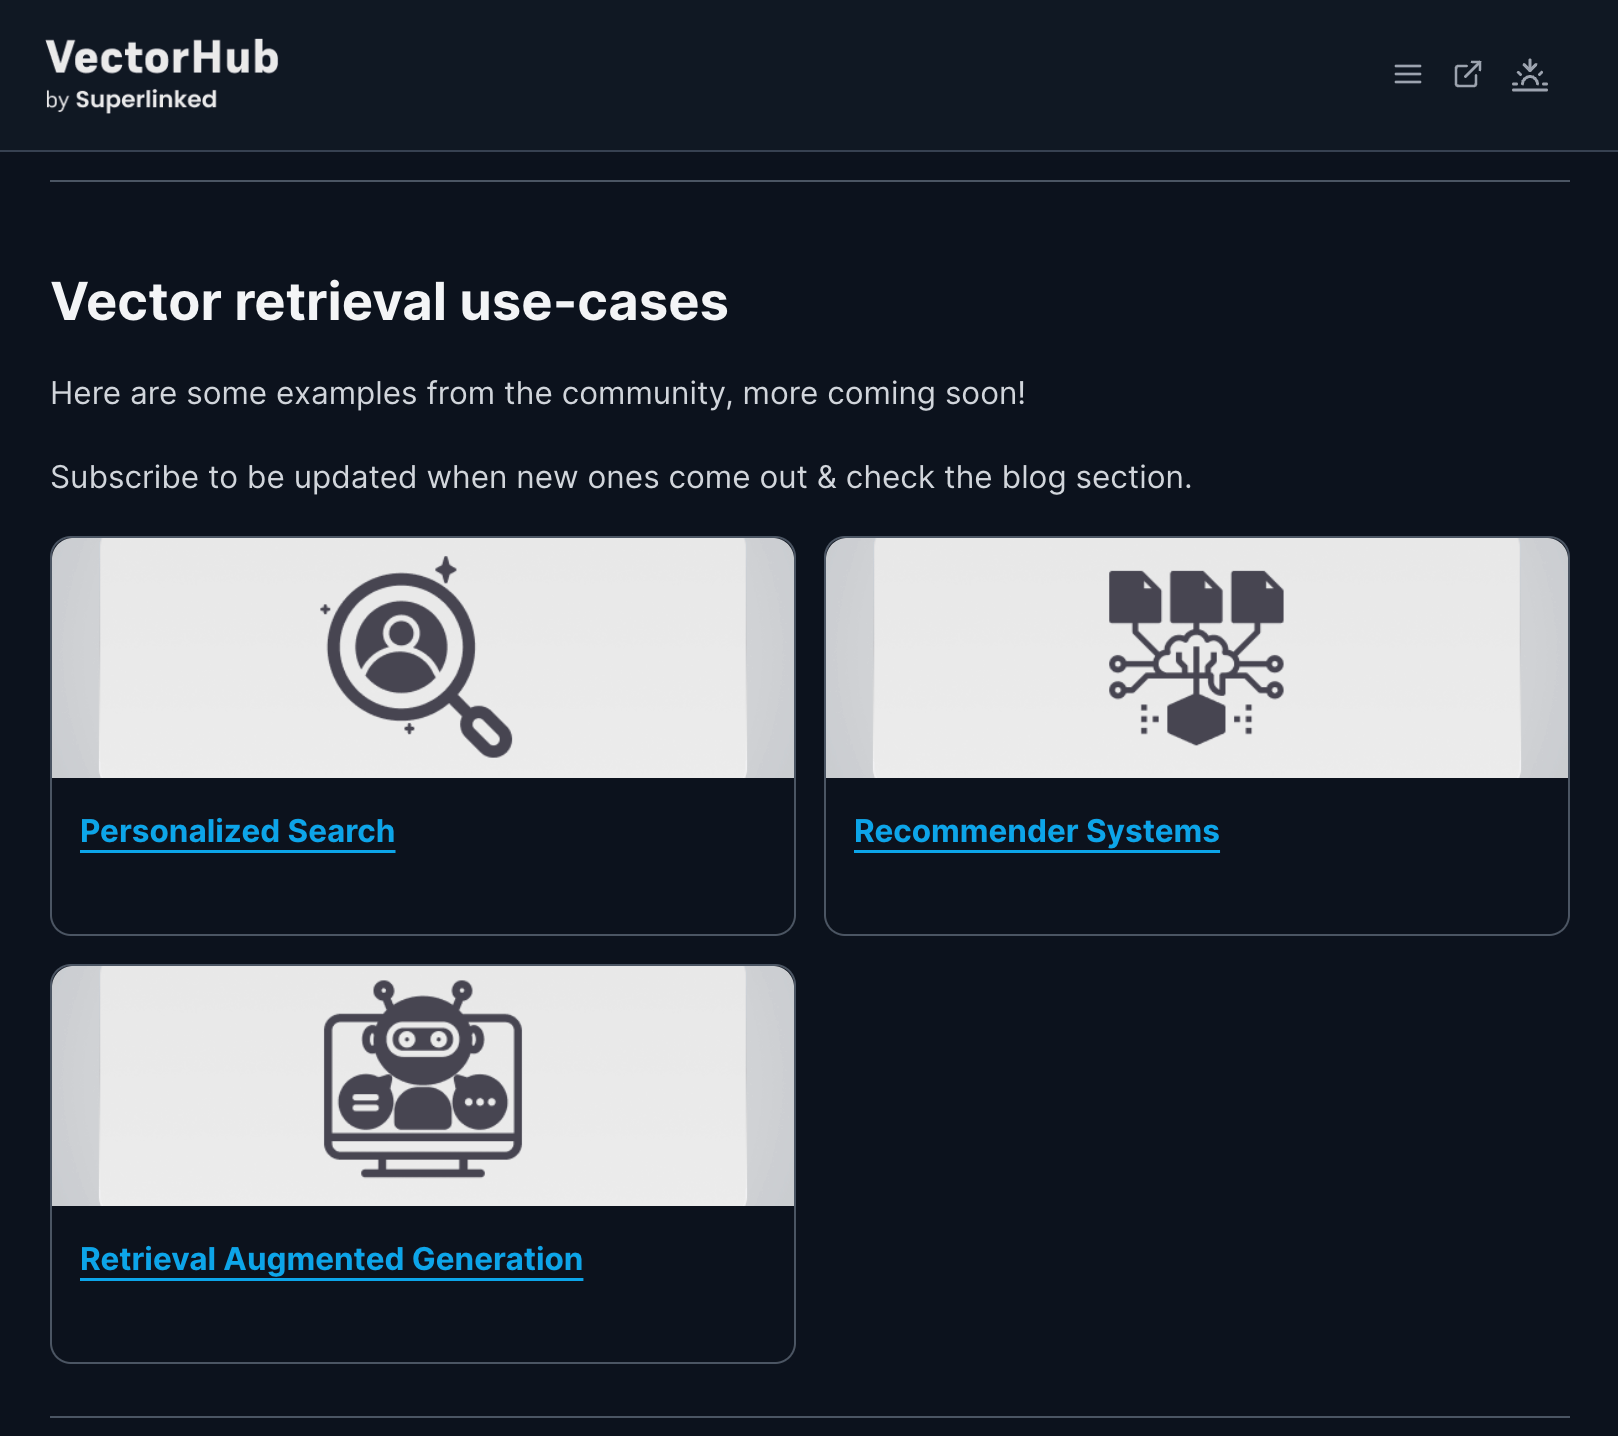 VectorHub
by Superlinked
Vector retrieval use-cases
Here are some examples from the community, more coming soon!
Subscribe to be updated when new ones come out & check the blog section.
Personalized Search
Recommender Systems
Retrieval Augmented Generation